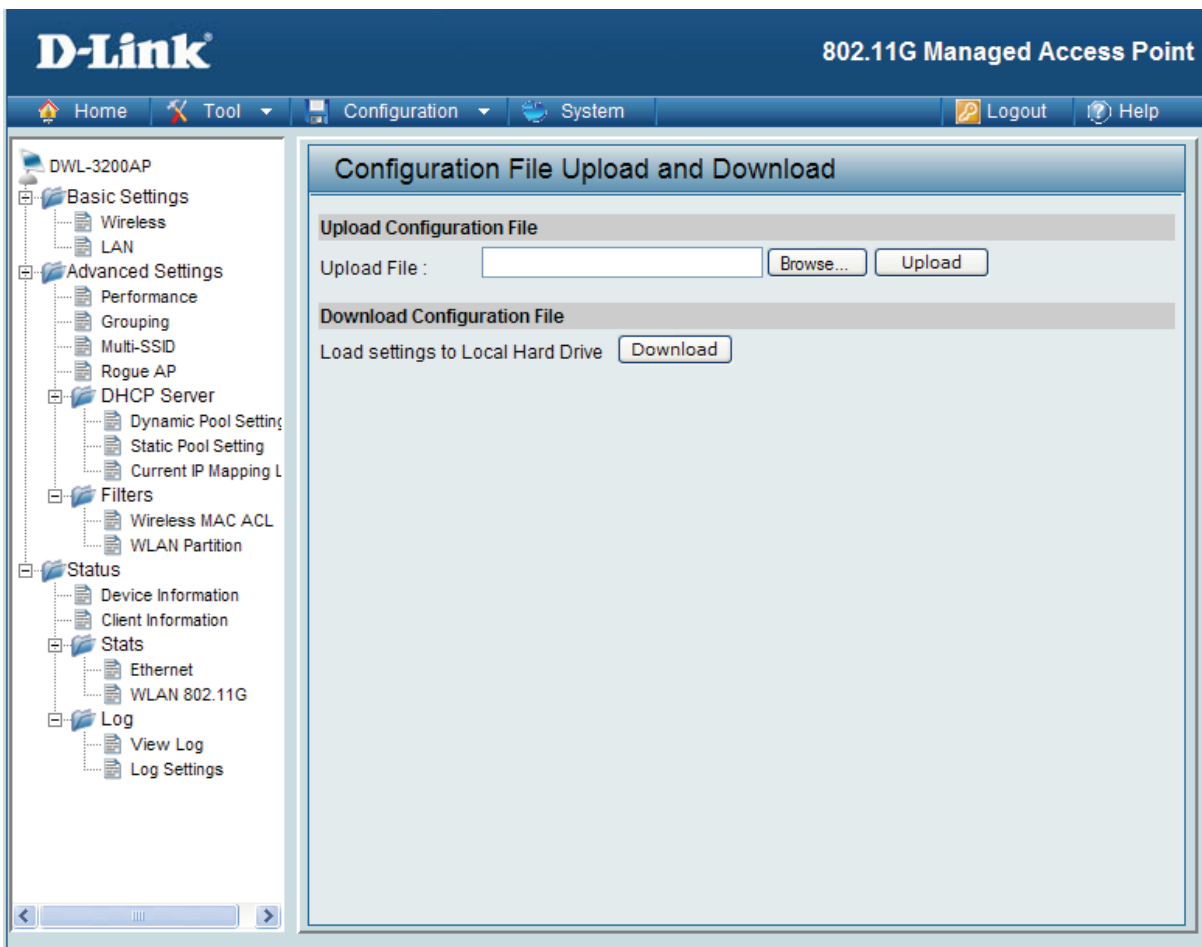 D-Link
802.11G Managed Access Point
Home Tool Configuration System Logout Help
DWL-3200AP
Basic Settings
Wireless
LAN
Advanced Settings
Performance
Grouping
Multi-SSID
Rogue AP
DHCP Server
Dynamic Pool Setting
Static Pool Setting
Current IP Mapping L
Filters
Wireless MAC ACL
WLAN Partition
Status
Device Information
Client Information
Stats
Ethernet
WLAN 802.11G
Log
View Log
Log Settings
Configuration File Upload and Download
Upload Configuration File
Upload File : Browse... Upload
Download Configuration File
Load settings to Local Hard Drive Download